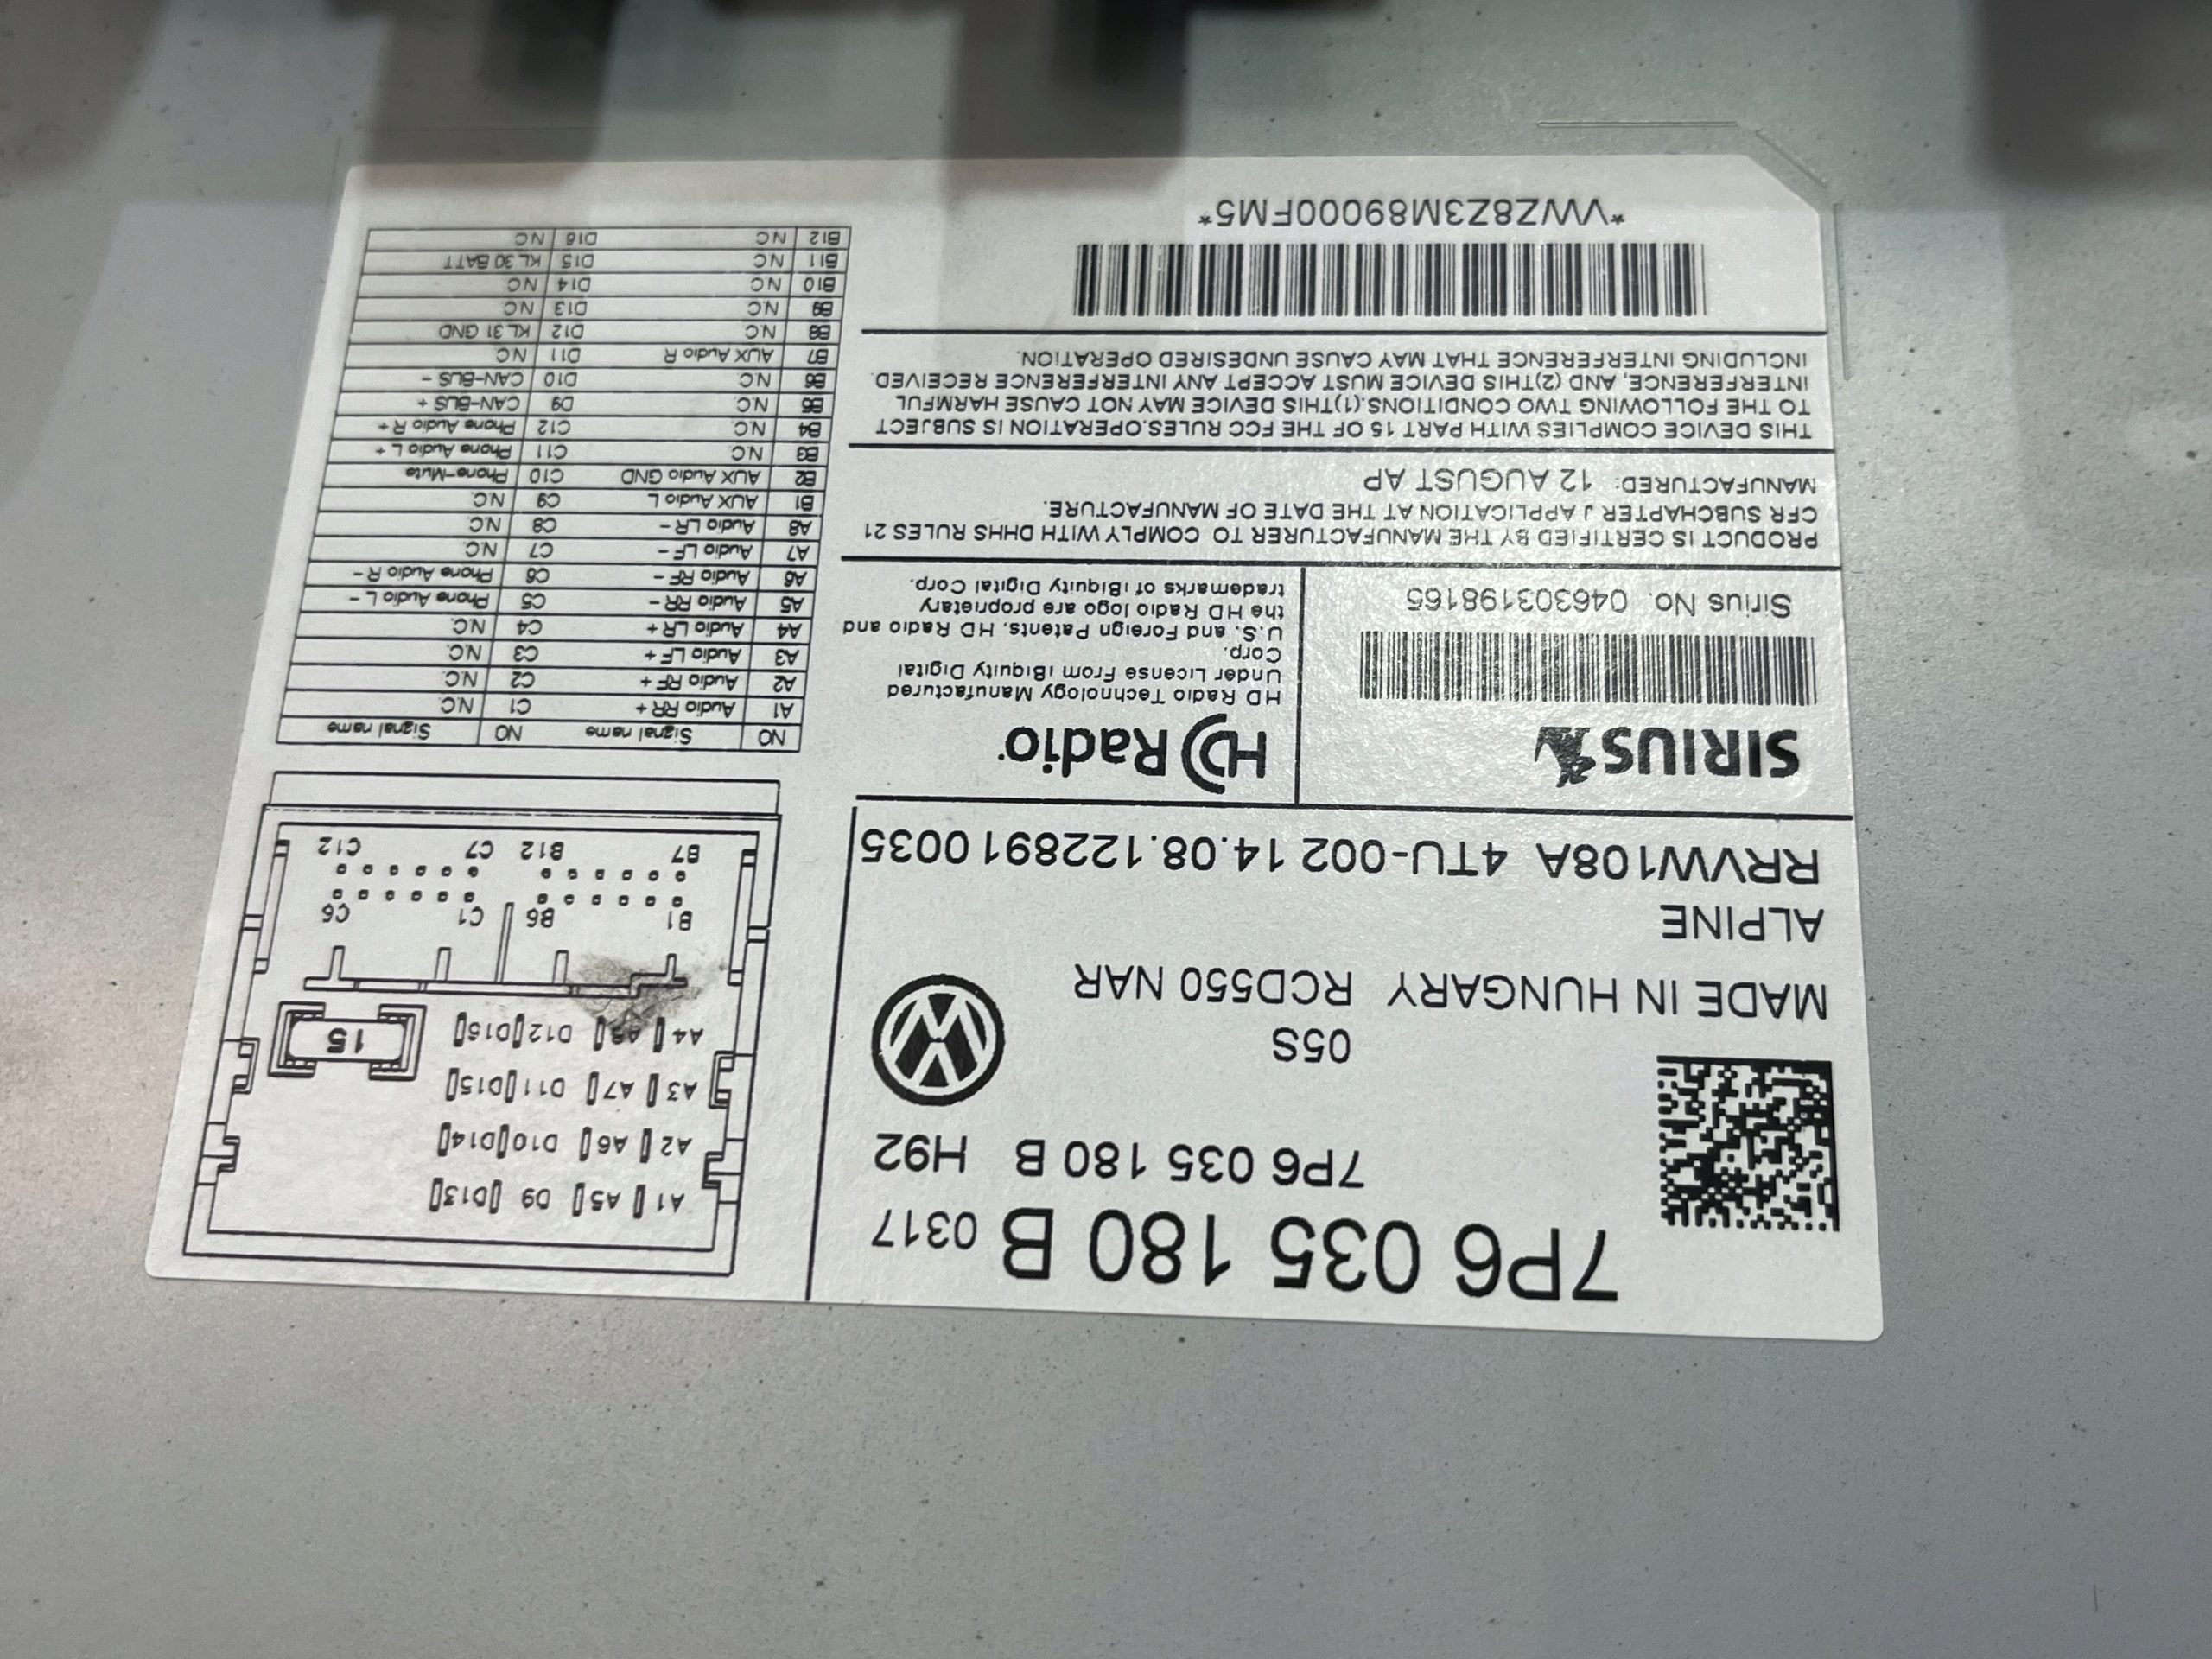 7P6 035 180 B 0317
7P6 035 180 B H92
05S
MADE IN HUNGARY RCD550 NAR
ALPINE
RRVW108A 4TU-002 14.08.1228910035
SIRIUS
Sirius No. 046303198165
HD Radio
HD Radio Technology Manufactured
Under License From iBiquity Digital
Corp.
U.S. and Foreign Patents. HD Radio and
the HD Radio logo are proprietary
trademarks of iBiquity Digital Corp.
PRODUCT IS CERTIFIED BY THE MANUFACTURER TO COMPLY WITH DHHS RULES 21
CFR SUBCHAPTER J APPLICATION AT THE DATE OF MANUFACTURE.
MANUFACTURED: 12 AUGUST AP
THIS DEVICE COMPLIES WITH PART 15 OF THE FCC RULES.OPERATION IS SUBJECT
TO THE FOLLOWING TWO CONDITIONS.(1)THIS DEVICE MAY NOT CAUSE HARMFUL
INTERFERENCE, AND (2)THIS DEVICE MUST ACCEPT ANY INTERFERENCE RECEIVED
INCLUDING INTERFERENCE THAT MAY CAUSE UNDESIRED OPERATION.
*VWZ8Z3M89000FM5*
A1 A5 D9 D13
A2 A6 D10 D14
A3 A7 D11 D15
A4 A8 D12 D16
15
B1 B6 C1 C6
B7 B12 C7 C12
NO Signal name NO Signal name
A1 Audio RR + C1 N.C.
A2 Audio RF + C2 N.C.
A3 Audio LF + C3 N.C.
A4 Audio LR + C4 N.C.
A5 Audio RR - C5 Phone Audio L -
A6 Audio RF - C6 Phone Audio R -
A7 Audio LF - C7 N.C.
A8 Audio LR - C8 N.C.
B1 AUX Audio L C9 N.C.
B2 AUX Audio GND C10 Phone-Mute
B3 N.C. C11 Phone Audio L +
B4 N.C. C12 Phone Audio R +
B5 N.C. D9 CAN-BUS +
B6 N.C. D10 CAN-BUS -
B7 AUX Audio R D11 N.C.
B8 N.C. D12 KL 31 GND
B9 N.C. D13 N.C.
B10 N.C. D14 N.C.
B11 N.C. D15 KL 30 BATT
B12 N.C. D16 N.C.